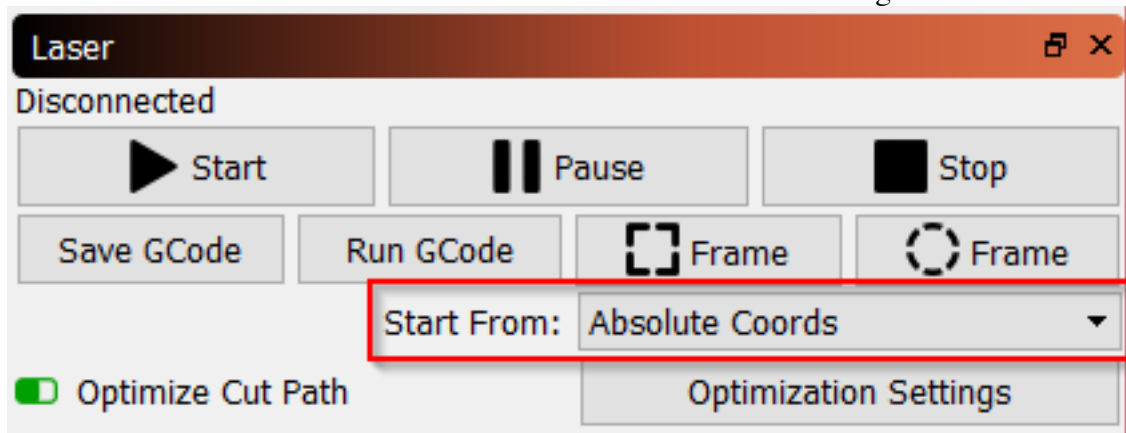 Laser
Disconnected
Start Pause Stop
Save GCode Run GCode Frame Frame
Start From: Absolute Coords
Optimize Cut Path Optimization Settings